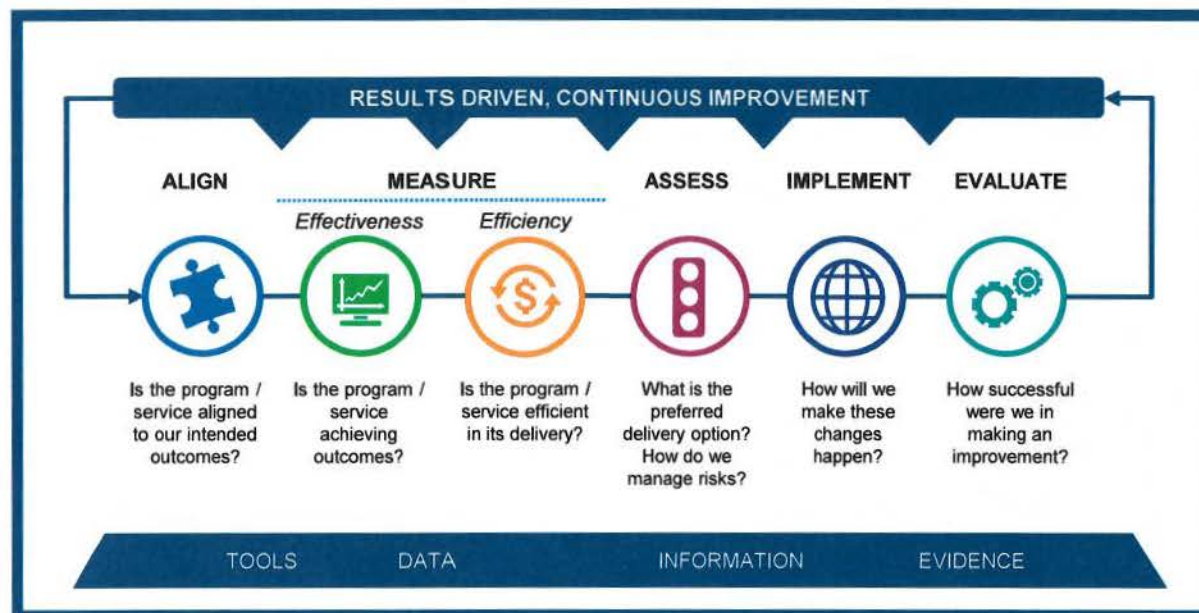 RESULTS DRIVEN, CONTINUOUS IMPROVEMENT
ALIGN
MEASURE
ASSESS
IMPLEMENT
EVALUATE
Effectiveness
Efficiency
$
Is the program /
service aligned
to our intended
outcomes?
Is the program /
service
achieving
outcomes?
Is the program /
service efficient
in its delivery?
What is the
preferred
delivery option?
How do we
manage risks?
How will we
make these
changes
happen?
How successful
were we in
making an
improvement?
TOOLS
DATA
INFORMATION
EVIDENCE